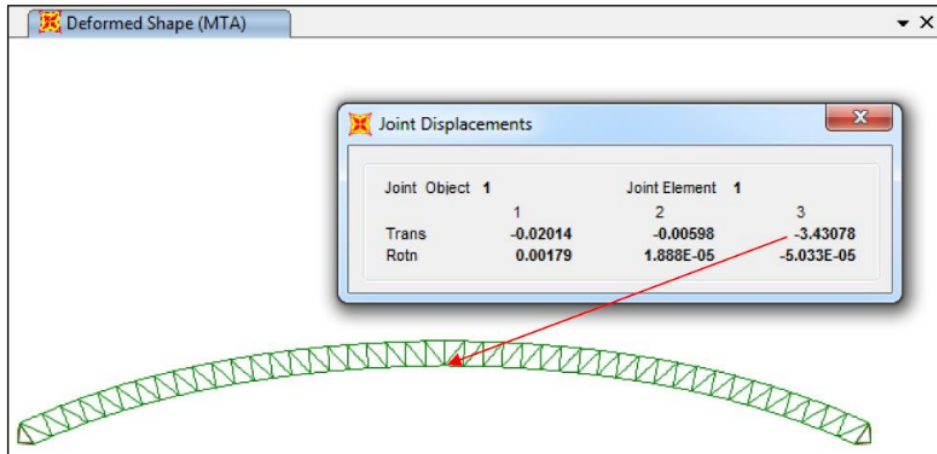 Deformed Shape (MTA)
Joint Displacements
Joint Object 1 Joint Element 1
1 2 3
Trans -0.02014 -0.00598 -3.43078
Rotn 0.00179 1.888E-05 -5.033E-05